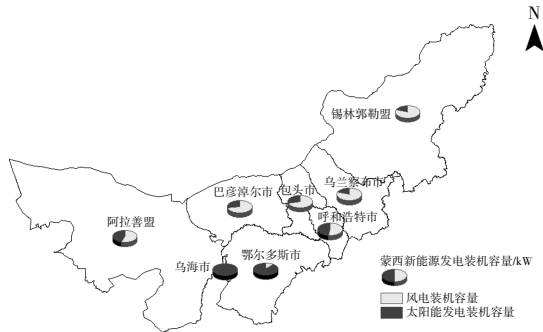 N
锡林郭勒盟
乌兰察布市
包头市
巴彦淖尔市
呼和浩特市
阿拉善盟
鄂尔多斯市
乌海市
蒙西新能源发电装机容量/kW
风电装机容量
太阳能发电装机容量